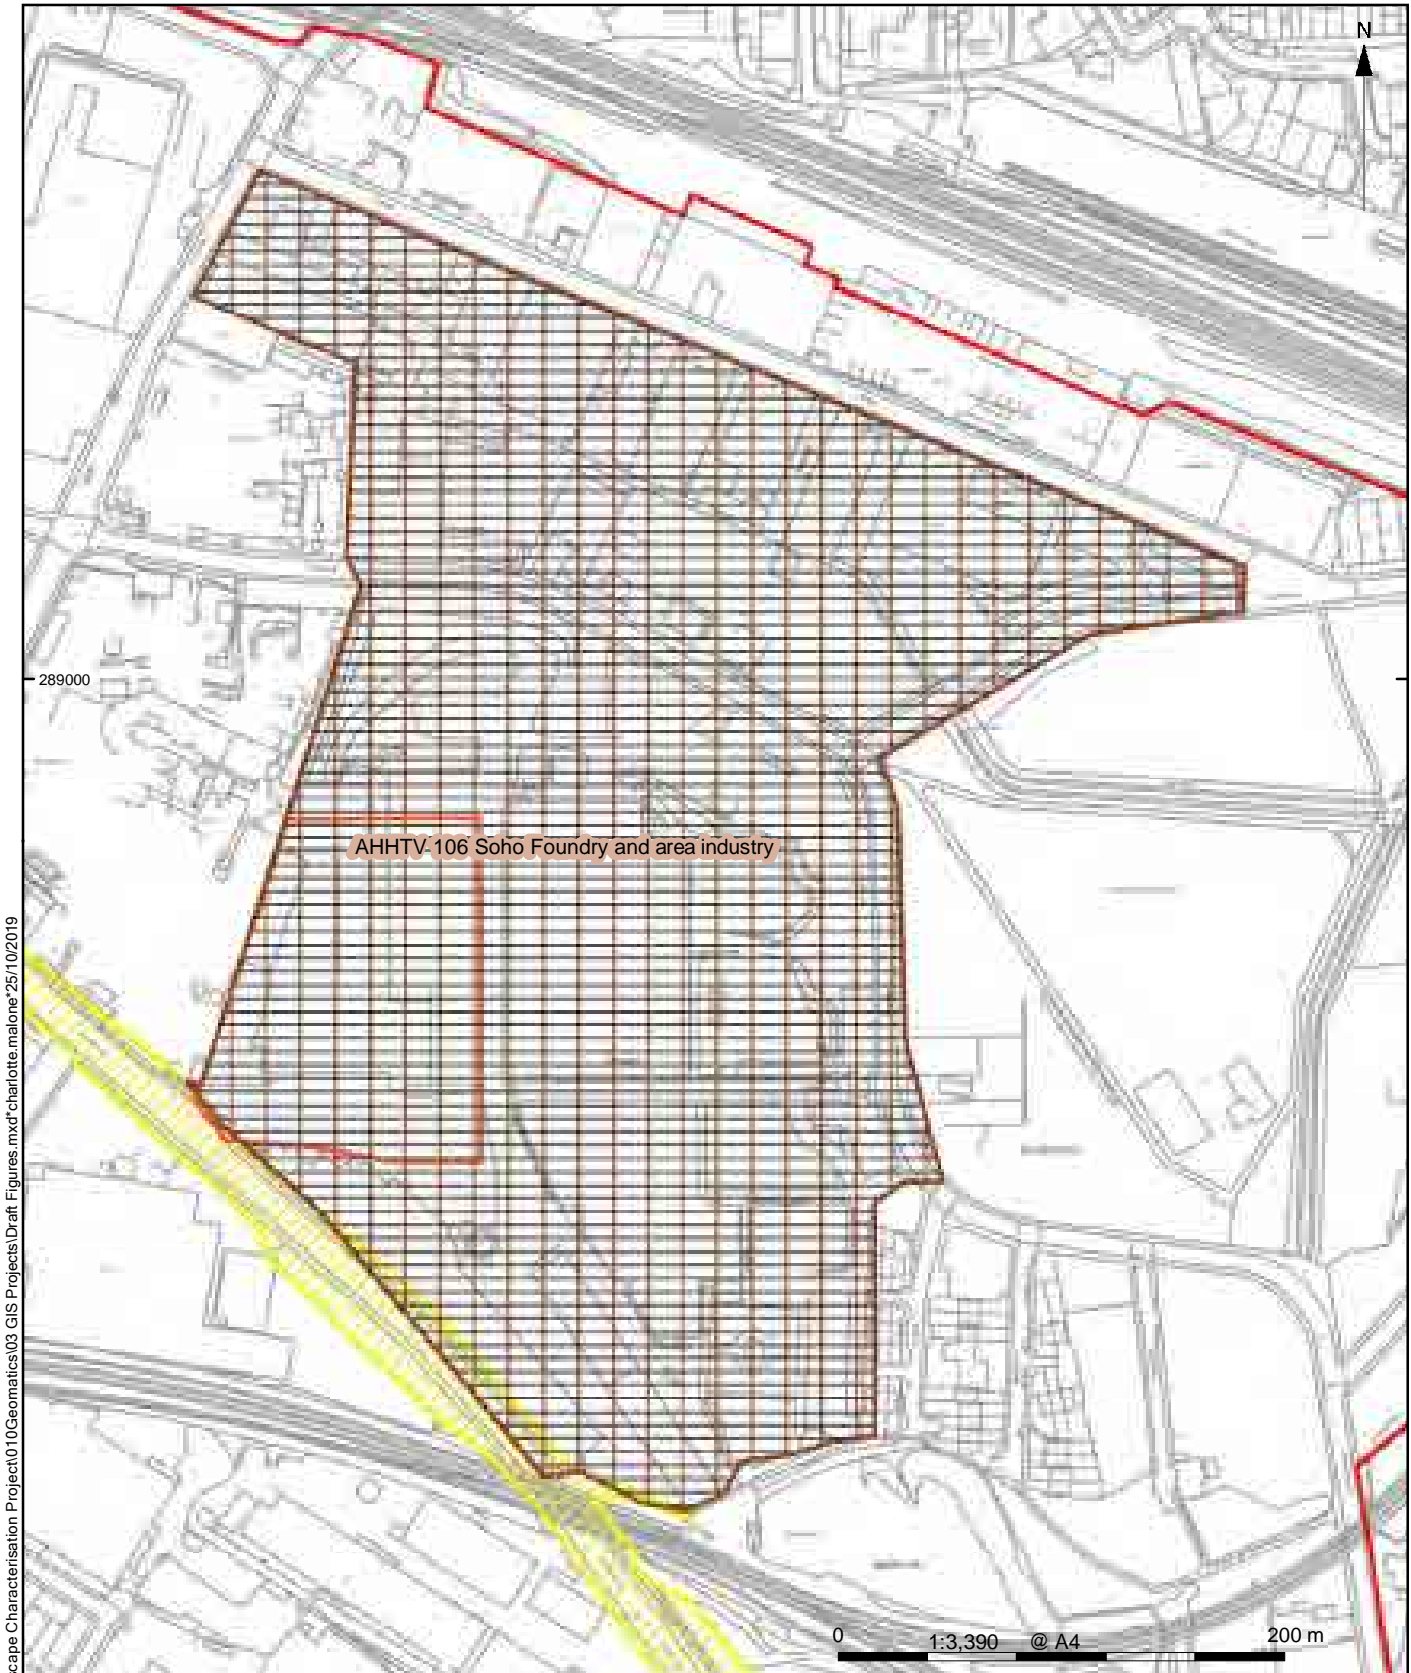 N
289000
AHHTV 106 Soho Foundry and area industry
cape Characterisation Project\010Geomatics\03 GIS Projects\Draft Figures.mxd*charlotte.malone*25/10/2019
0 1:3,390 @ A4 200 m